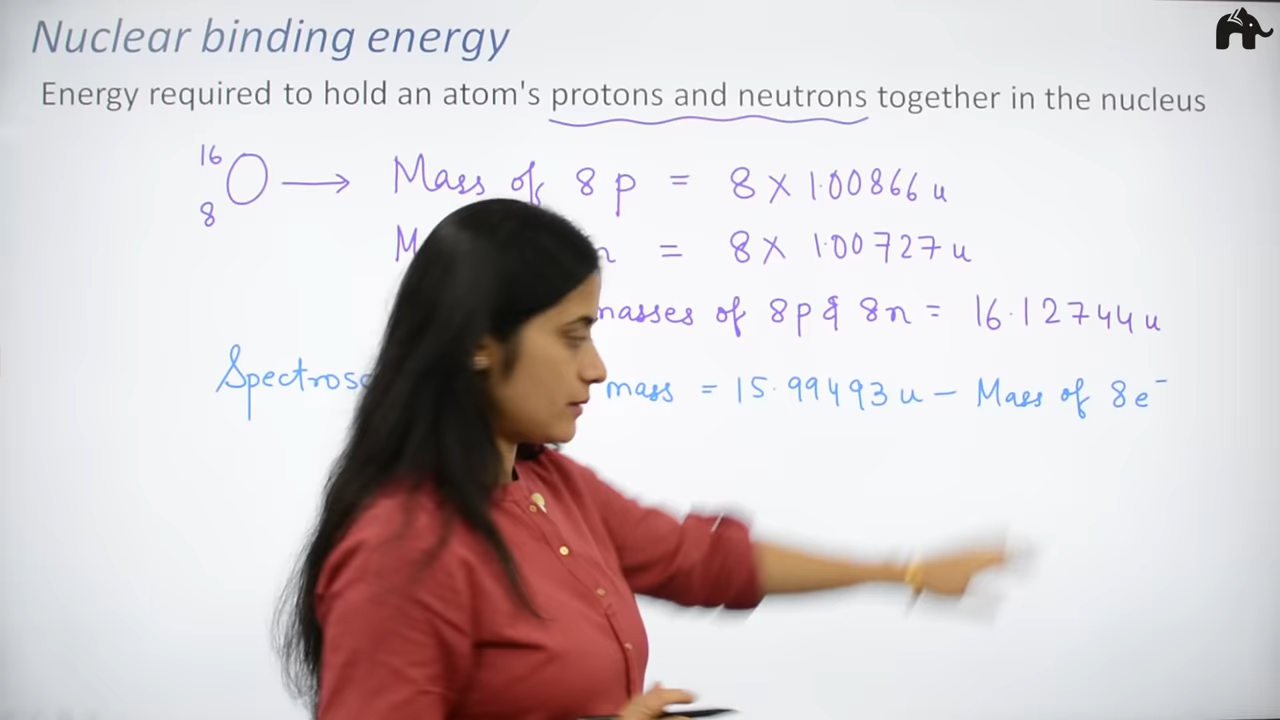 Nuclear binding energy
Energy required to hold an atom's protons and neutrons together in the nucleus
16 8 O → Mass of 8 p = 8 × 1.00866 u
= 8 × 1.00727 u
masses of 8p & 8n = 16.12744 u
mass = 15.99493 u − Mass of 8 e⁻